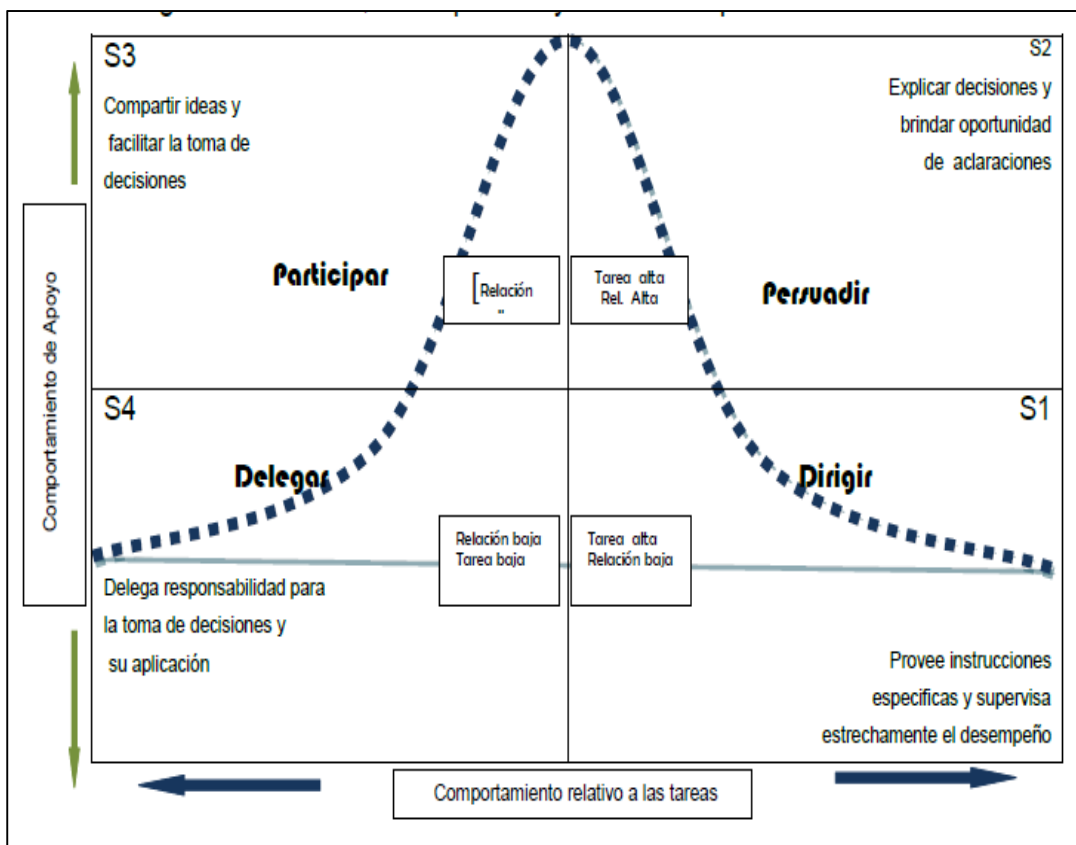 S3
Compartir ideas y
facilitar la toma de
decisiones
S2
Explicar decisiones y
brindar oportunidad
de aclaraciones
Participar
[Relación
Tarea alta
Rel. Alta
Persuadir
Comportamiento de Apoyo
S4
Delegar
Relación baja
Tarea baja
Delega responsabilidad para
la toma de decisiones y
su aplicación
S1
Dirigir
Tarea alta
Relación baja
Provee instrucciones
especificas y supervisa
estrechamente el desempeño
Comportamiento relativo a las tareas